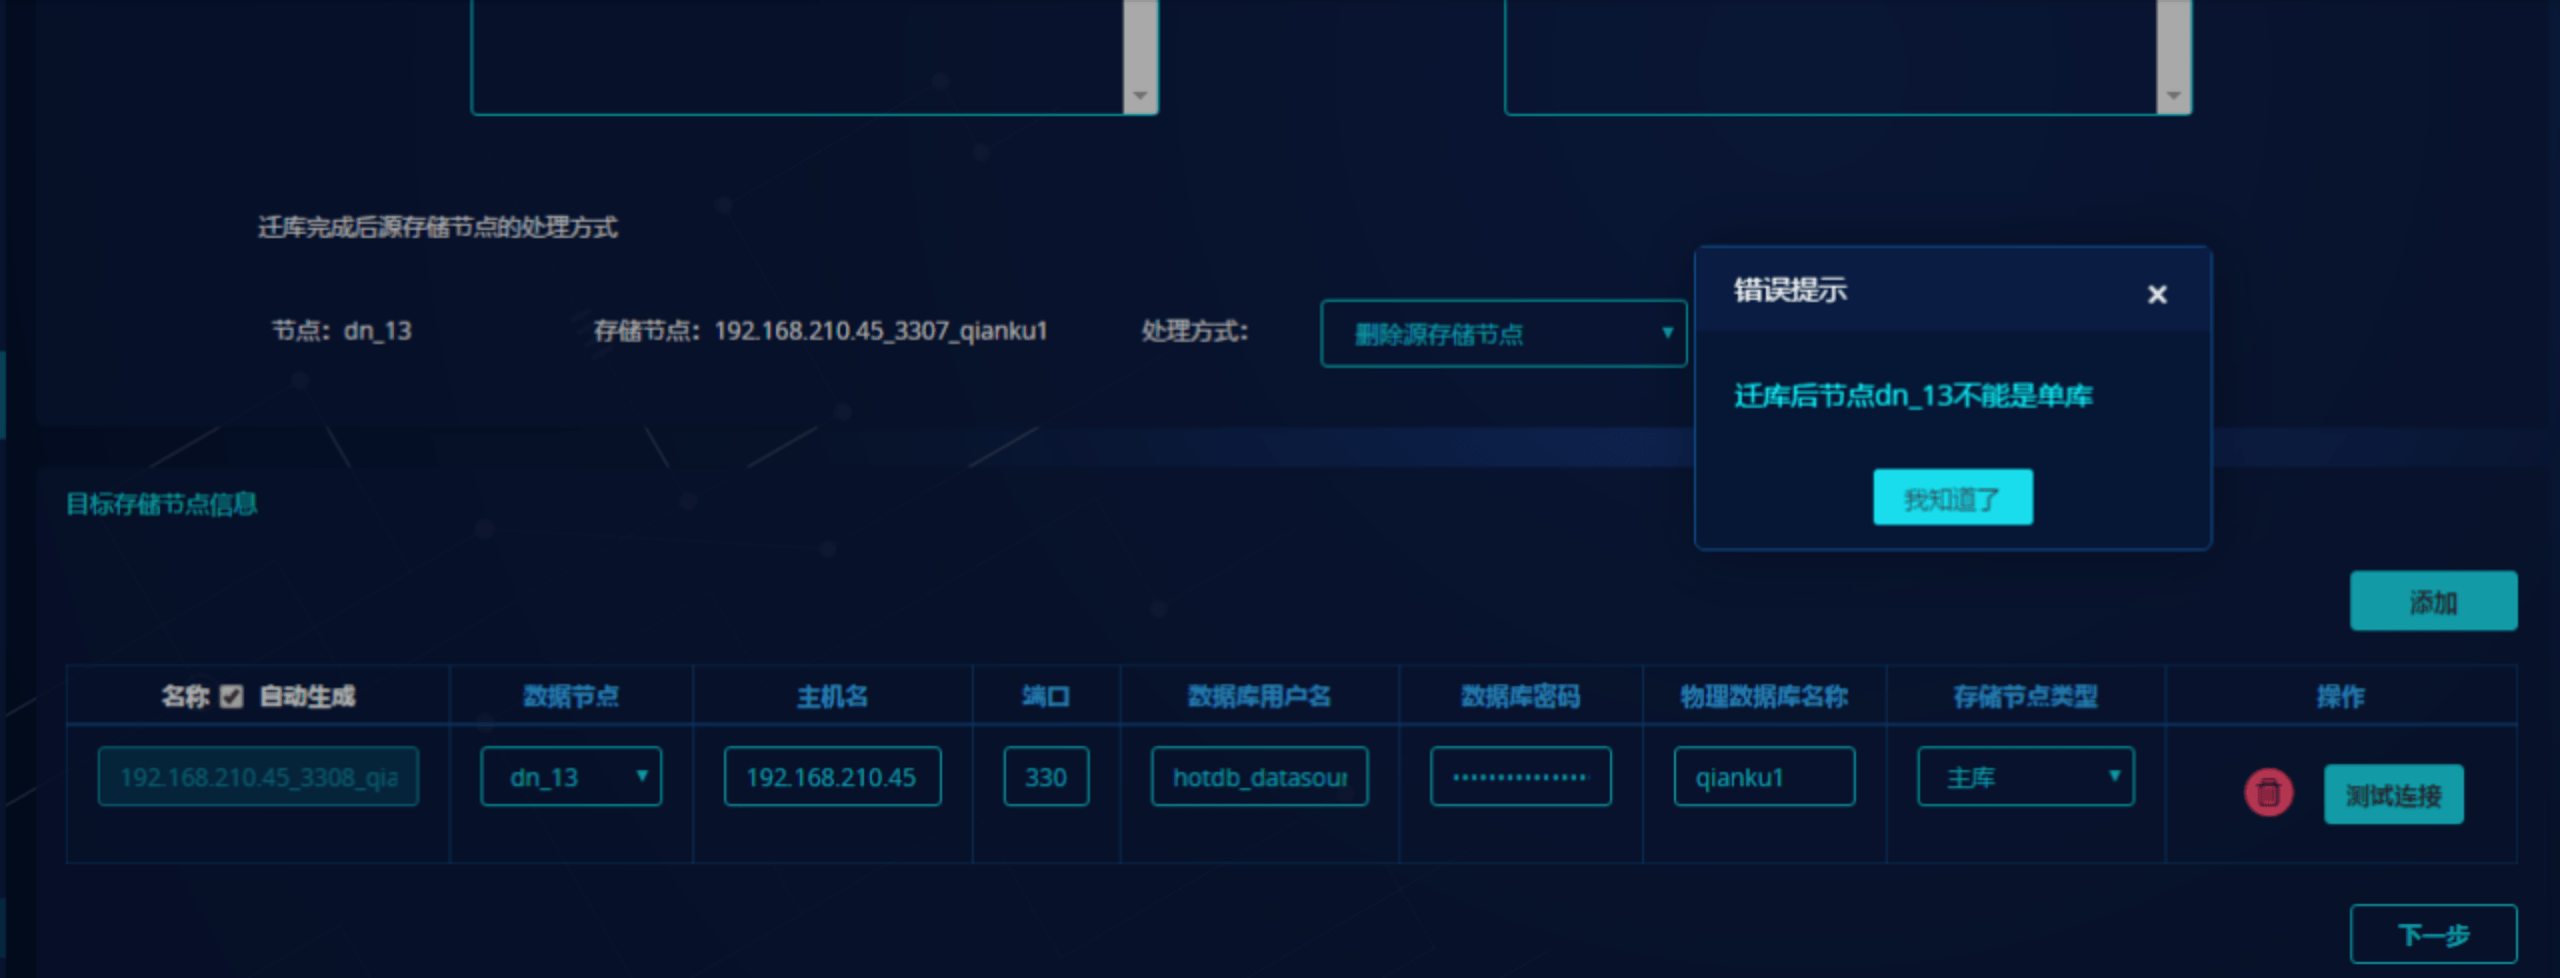 迁库完成后源存储节点的处理方式
节点：dn_13 存储节点：192.168.210.45_3307_qianku1 处理方式： 删除源存储节点
错误提示
迁库后节点dn_13不能是单库
我知道了
目标存储节点信息
添加
名称 自动生成 数据节点 主机名 端口 数据库用户名 数据库密码 物理数据库名称 存储节点类型 操作
192.168.210.45_3308_qia dn_13 192.168.210.45 330 hotdb_datasour qianku1 主库 测试连接
下一步